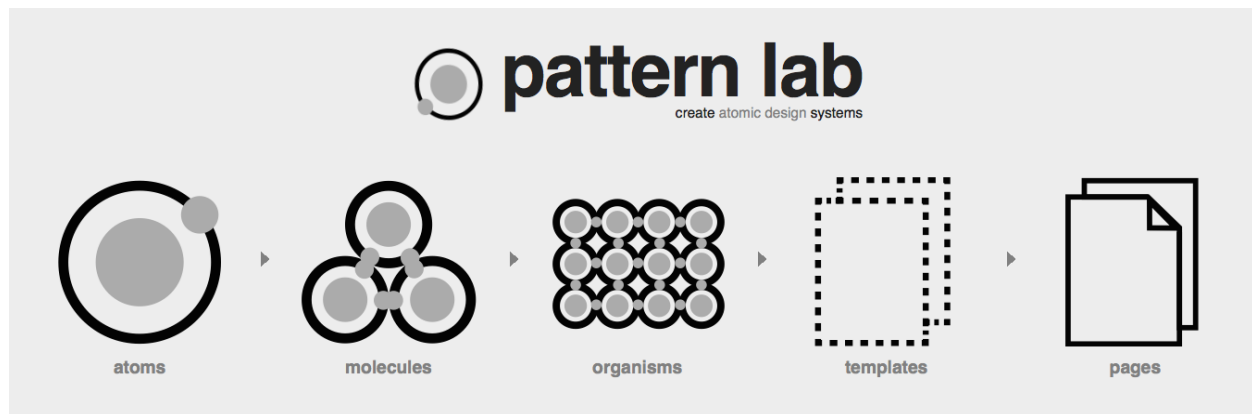 pattern lab
create atomic design systems
atoms
molecules
organisms
templates
pages